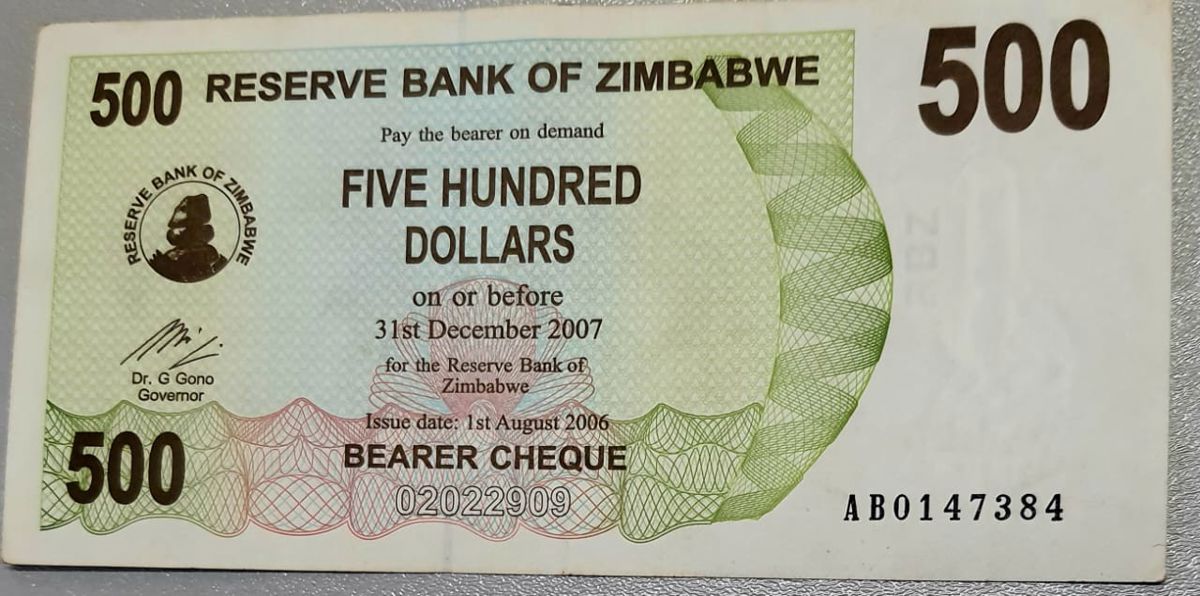 500 RESERVE BANK OF ZIMBABWE 500
Pay the bearer on demand
RESERVE BANK OF ZIMBABWE
FIVE HUNDRED
DOLLARS
on or before
31st December 2007
for the Reserve Bank of
Zimbabwe
Dr. G Gono
Governor
Issue date: 1st August 2006
500 BEARER CHEQUE
02022909
AB0147384
RBZ